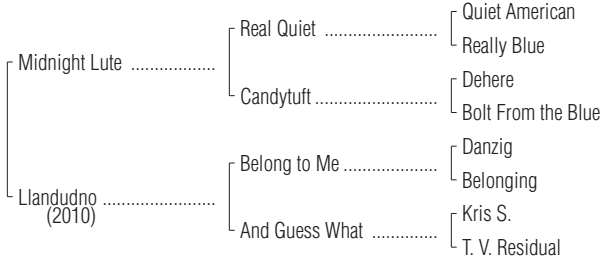 Quiet American
Real Quiet ........................
Really Blue
Midnight Lute ...................
Dehere
Candytuft ..........................
Bolt From the Blue
Danzig
Belong to Me ....................
Belonging
Llandudno .........................
(2010)
Kris S.
And Guess What ..............
T. V. Residual